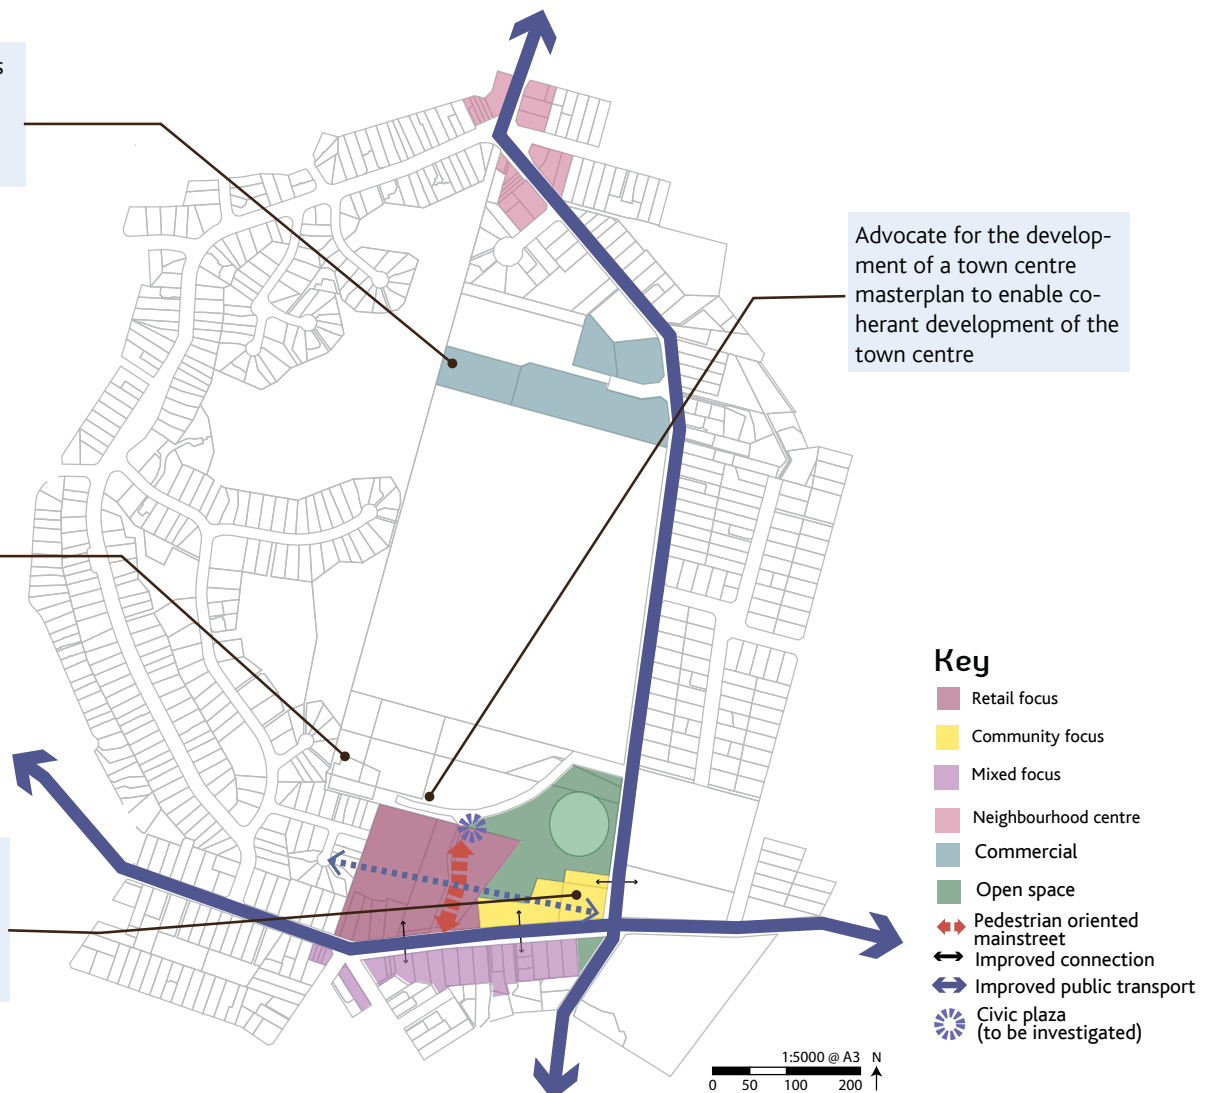 s
Advocate for the develop-
ment of a town centre
masterplan to enable co-
herant development of the
town centre
Key
Retail focus
Community focus
Mixed focus
Neighbourhood centre
Commercial
Open space
Pedestrian oriented
mainstreet
Improved connection
Improved public transport
Civic plaza
(to be investigated)
1:5000 @ A3 N
0 50 100 200